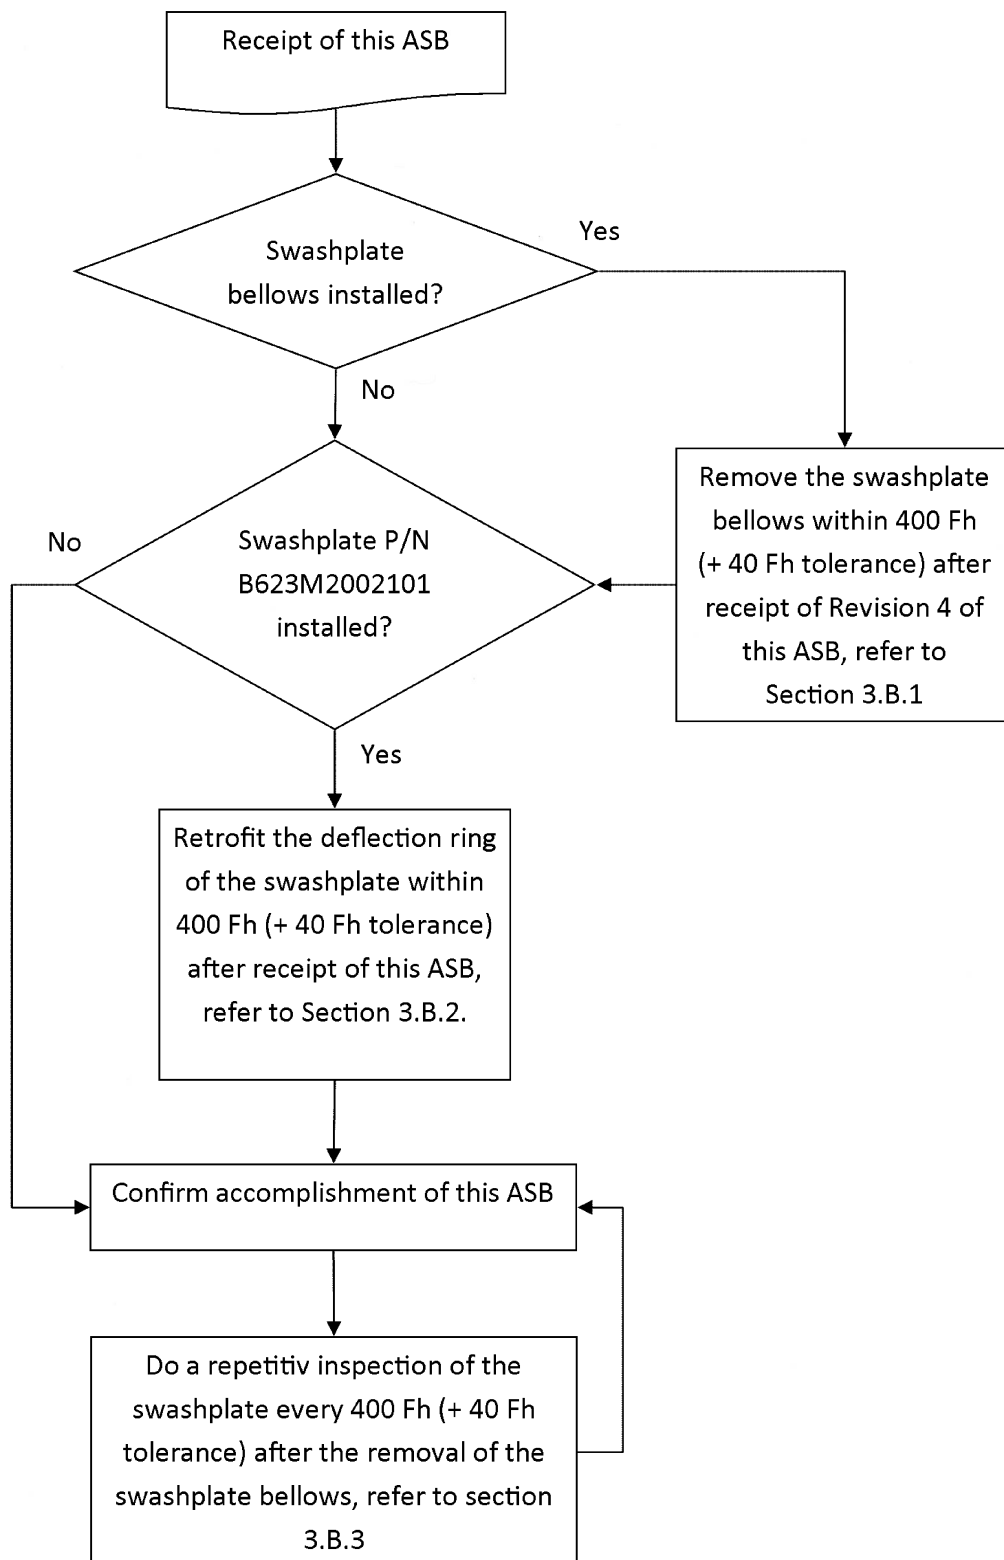 Receipt of this ASB
Swashplate
bellows installed?
Yes
No
Remove the swashplate
bellows within 400 Fh
(+ 40 Fh tolerance) after
receipt of Revision 4 of
this ASB, refer to
Section 3.B.1
Swashplate P/N
B623M2002101
installed?
No
Yes
Retrofit the deflection ring
of the swashplate within
400 Fh (+ 40 Fh tolerance)
after receipt of this ASB,
refer to Section 3.B.2.
Confirm accomplishment of this ASB
Do a repetitiv inspection of the
swashplate every 400 Fh (+ 40 Fh
tolerance) after the removal of the
swashplate bellows, refer to section
3.B.3